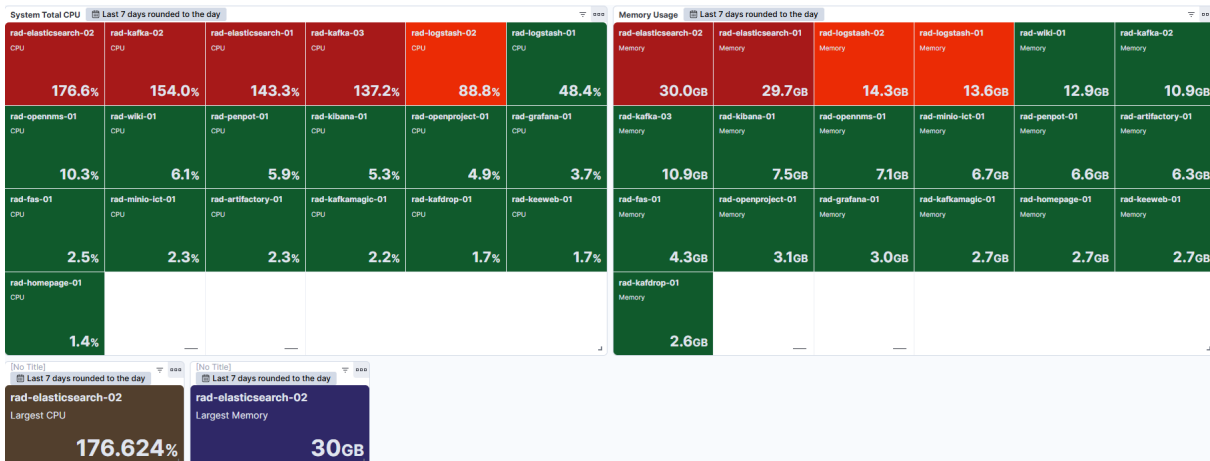 System Total CPU Last 7 days rounded to the day
rad-elasticsearch-02
CPU
176.6%
rad-kafka-02
CPU
154.0%
rad-elasticsearch-01
CPU
143.3%
rad-kafka-03
CPU
137.2%
rad-logstash-02
CPU
88.8%
rad-logstash-01
CPU
48.4%
rad-opennms-01
CPU
10.3%
rad-wiki-01
CPU
6.1%
rad-penpot-01
CPU
5.9%
rad-kibana-01
CPU
5.3%
rad-openproject-01
CPU
4.9%
rad-grafana-01
CPU
3.7%
rad-fas-01
CPU
2.5%
rad-minio-ict-01
CPU
2.3%
rad-artifactory-01
CPU
2.3%
rad-kafkamagic-01
CPU
2.2%
rad-kafdrop-01
CPU
1.7%
rad-keeweb-01
CPU
1.7%
rad-homepage-01
CPU
1.4%
Memory Usage Last 7 days rounded to the day
rad-elasticsearch-02
Memory
30.0GB
rad-elasticsearch-01
Memory
29.7GB
rad-logstash-02
Memory
14.3GB
rad-logstash-01
Memory
13.6GB
rad-wiki-01
Memory
12.9GB
rad-kafka-02
Memory
10.9GB
rad-kafka-03
Memory
10.9GB
rad-kibana-01
Memory
7.5GB
rad-opennms-01
Memory
7.1GB
rad-minio-ict-01
Memory
6.7GB
rad-penpot-01
Memory
6.6GB
rad-artifactory-01
Memory
6.3GB
rad-fas-01
Memory
4.3GB
rad-openproject-01
Memory
3.1GB
rad-grafana-01
Memory
3.0GB
rad-kafkamagic-01
Memory
2.7GB
rad-homepage-01
Memory
2.7GB
rad-keeweb-01
Memory
2.7GB
rad-kafdrop-01
Memory
2.6GB
[No Title]
Last 7 days rounded to the day
rad-elasticsearch-02
Largest CPU
176.624%
[No Title]
Last 7 days rounded to the day
rad-elasticsearch-02
Largest Memory
30GB